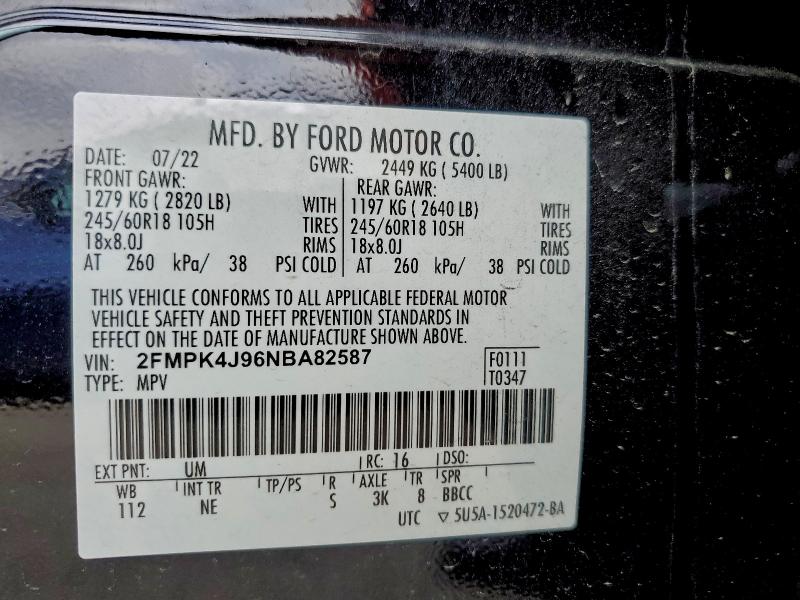 MFD. BY FORD MOTOR CO.
DATE: 07/22 GVWR: 2449 KG ( 5400 LB)
FRONT GAWR: REAR GAWR:
1279 KG ( 2820 LB) WITH 1197 KG ( 2640 LB) WITH
245/60R18 105H TIRES 245/60R18 105H TIRES
18x8.0J RIMS 18x8.0J RIMS
AT 260 kPa/ 38 PSI COLD AT 260 kPa/ 38 PSI COLD
THIS VEHICLE CONFORMS TO ALL APPLICABLE FEDERAL MOTOR
VEHICLE SAFETY AND THEFT PREVENTION STANDARDS IN
EFFECT ON THE DATE OF MANUFACTURE SHOWN ABOVE.
VIN: 2FMPK4J96NBA82587 F0111
TYPE: MPV T0347
EXT PNT: UM RC: 16 DSO:
WB INT TR TP/PS R AXLE TR SPR
112 NE S 3K 8 BBCC
UTC ▽ 5U5A-1520472-BA